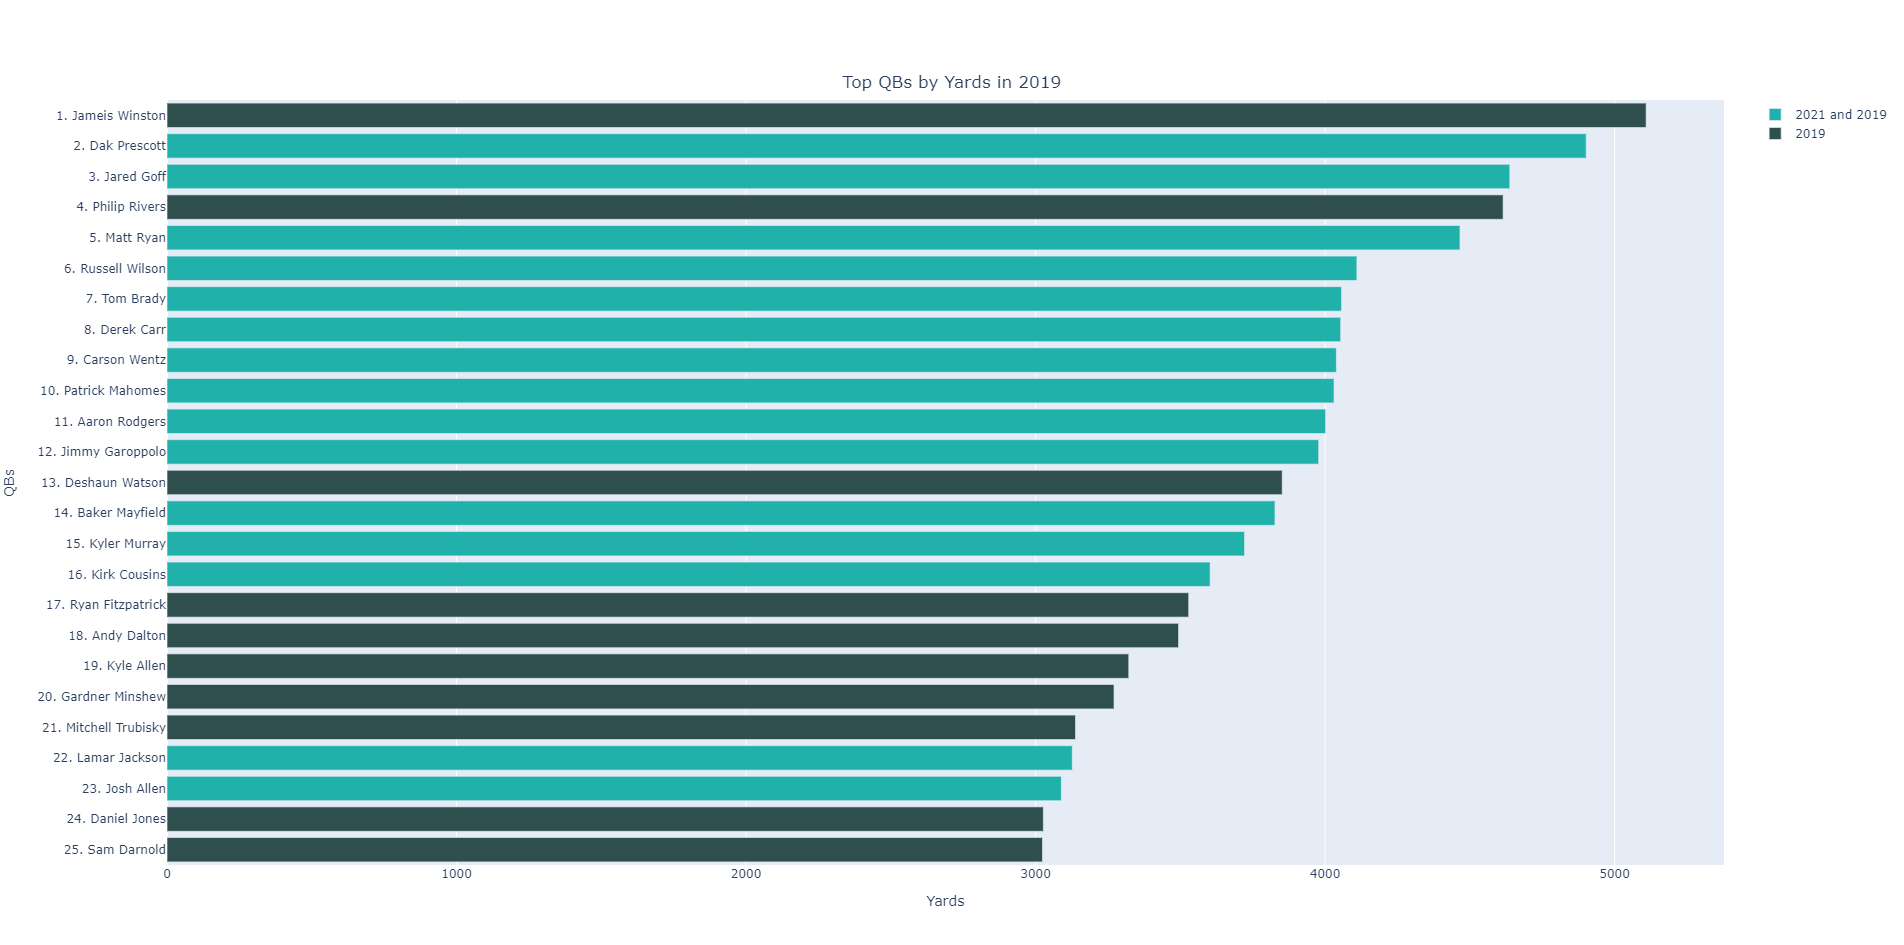 Top QBs by Yards in 2019
2021 and 2019
2019
QBs
1. Jameis Winston
2. Dak Prescott
3. Jared Goff
4. Philip Rivers
5. Matt Ryan
6. Russell Wilson
7. Tom Brady
8. Derek Carr
9. Carson Wentz
10. Patrick Mahomes
11. Aaron Rodgers
12. Jimmy Garoppolo
13. Deshaun Watson
14. Baker Mayfield
15. Kyler Murray
16. Kirk Cousins
17. Ryan Fitzpatrick
18. Andy Dalton
19. Kyle Allen
20. Gardner Minshew
21. Mitchell Trubisky
22. Lamar Jackson
23. Josh Allen
24. Daniel Jones
25. Sam Darnold
0 1000 2000 3000 4000 5000
Yards